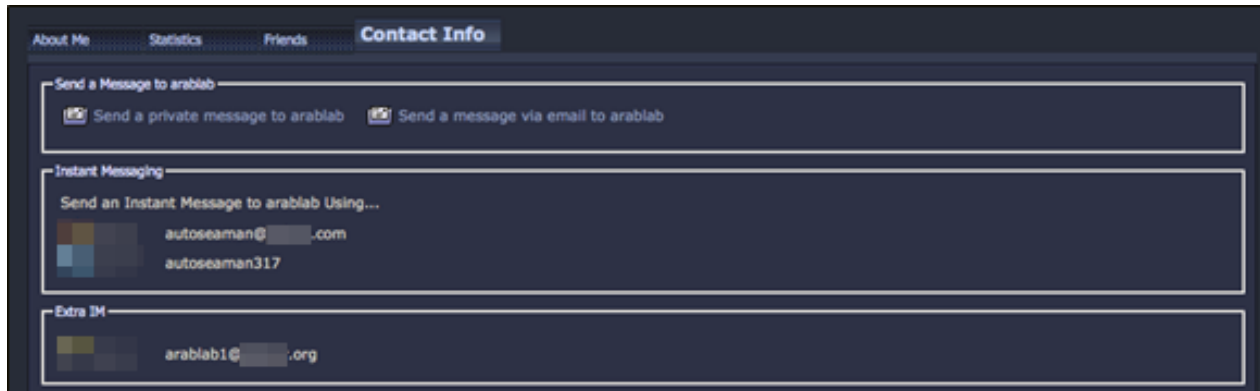 About Me Statistics Friends Contact Info
Send a Message to arablab
Send a private message to arablab Send a message via email to arablab
Instant Messaging
Send an Instant Message to arablab Using...
autoseaman@ .com
autoseaman317
Extra IM
arablab1@ .org